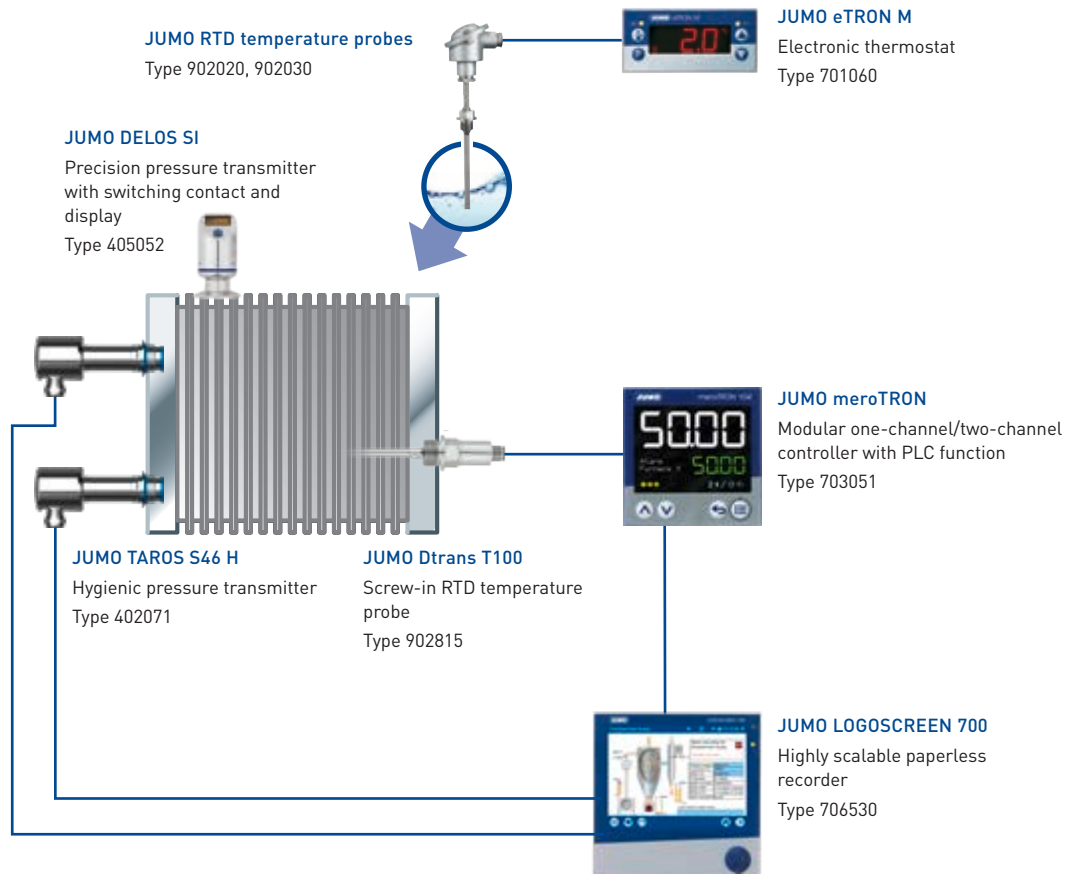 JUMO RTD temperature probes
Type 902020, 902030
JUMO eTRON M
Electronic thermostat
Type 701060
2.0
JUMO DELOS SI
Precision pressure transmitter
with switching contact and
display
Type 405052
JUMO
meroTRON
50.00
50.00
JUMO meroTRON
Modular one-channel/two-channel
controller with PLC function
Type 703051
JUMO TAROS S46 H
Hygienic pressure transmitter
Type 402071
JUMO Dtrans T100
Screw-in RTD temperature
probe
Type 902815
JUMO
JUMO LOGOSCREEN 700
Highly scalable paperless
recorder
Type 706530